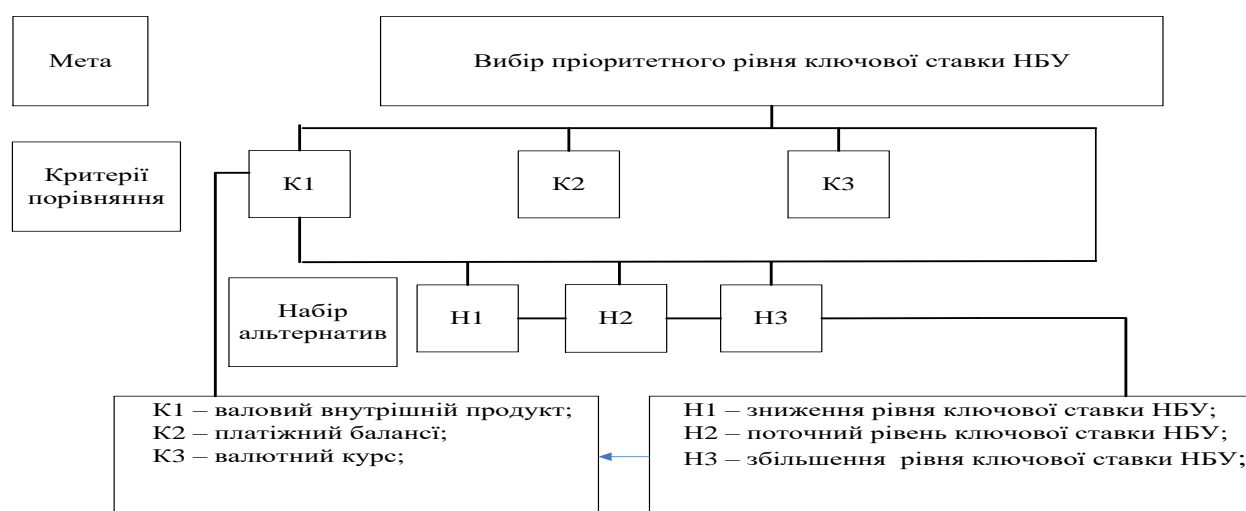 Мета
Вибір пріоритетного рівня ключової ставки НБУ
Критерії
порівняння
К1
К2
К3
Набір
альтернатив
Н1
Н2
Н3
К1 – валовий внутрішній продукт;
К2 – платіжний балансї;
К3 – валютний курс;
Н1 – зниження рівня ключової ставки НБУ;
Н2 – поточний рівень ключової ставки НБУ;
Н3 – збільшення рівня ключової ставки НБУ;